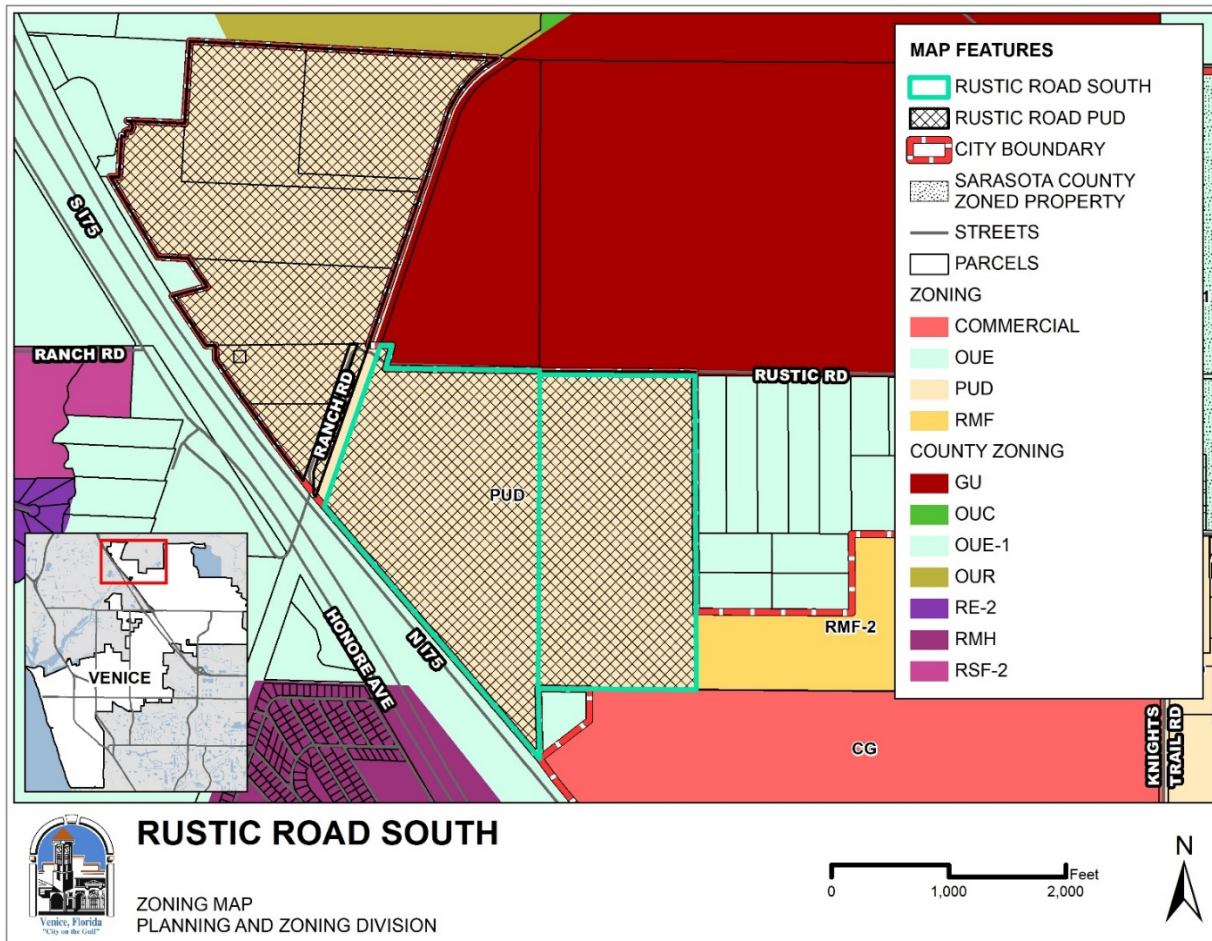 MAP FEATURES
RUSTIC ROAD SOUTH
RUSTIC ROAD PUD
CITY BOUNDARY
SARASOTA COUNTY
ZONED PROPERTY
STREETS
PARCELS
ZONING
COMMERCIAL
OUE
PUD
RMF
COUNTY ZONING
GU
OUC
OUE-1
OUR
RE-2
RMH
RSF-2
S I75
RANCH RD
RANCH RD
RUSTIC RD
PUD
N I75
HONORE AVE
RMF-2
CG
KNIGHTS
TRAIL RD
VENICE
RUSTIC ROAD SOUTH
ZONING MAP
PLANNING AND ZONING DIVISION
Venice, Florida
"City on the Gulf"
Feet
0 1,000 2,000
N